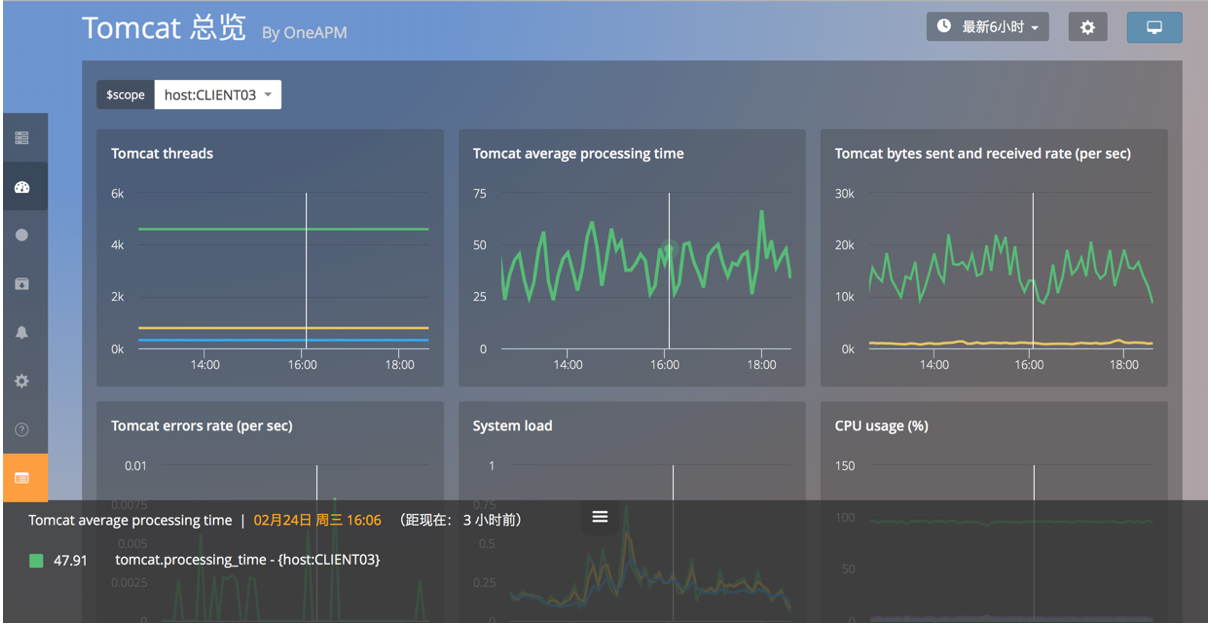 Tomcat 总览 By OneAPM
最新6小时
$scope host:CLIENT03
Tomcat threads
6k
4k
2k
0k
14:00 16:00 18:00
Tomcat average processing time
75
50
25
0
14:00 16:00 18:00
Tomcat bytes sent and received rate (per sec)
30k
20k
10k
0k
14:00 16:00 18:00
Tomcat errors rate (per sec)
0.01
0.0075
0.005
0.0025
0
System load
1
0.75
0.5
0.25
0
CPU usage (%)
150
100
50
0
Tomcat average processing time | 02月24日 周三 16:06 （距现在： 3 小时前）
47.91 tomcat.processing_time - {host:CLIENT03}